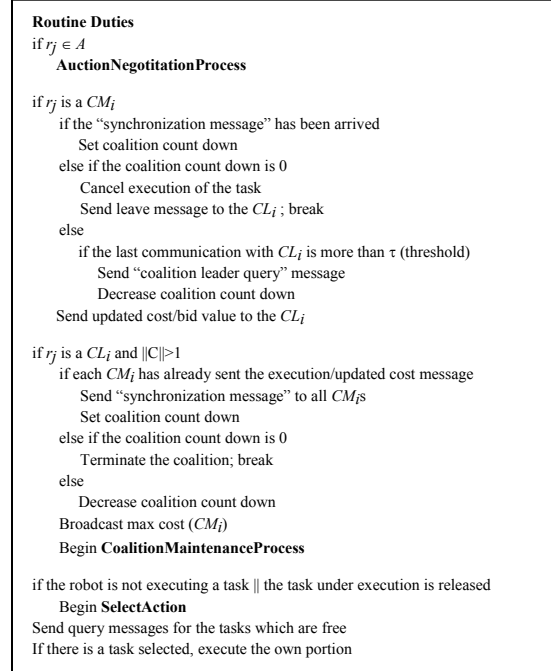 Routine Duties
if rj ∈ A
AuctionNegotitationProcess
if rj is a CMi
if the “synchronization message” has been arrived
Set coalition count down
else if the coalition count down is 0
Cancel execution of the task
Send leave message to the CLi ; break
else
if the last communication with CLi is more than τ (threshold)
Send “coalition leader query” message
Decrease coalition count down
Send updated cost/bid value to the CLi
if rj is a CLi and ||C||>1
if each CMi has already sent the execution/updated cost message
Send “synchronization message” to all CMis
Set coalition count down
else if the coalition count down is 0
Terminate the coalition; break
else
Decrease coalition count down
Broadcast max cost (CMi)
Begin CoalitionMaintenanceProcess
if the robot is not executing a task || the task under execution is released
Begin SelectAction
Send query messages for the tasks which are free
If there is a task selected, execute the own portion